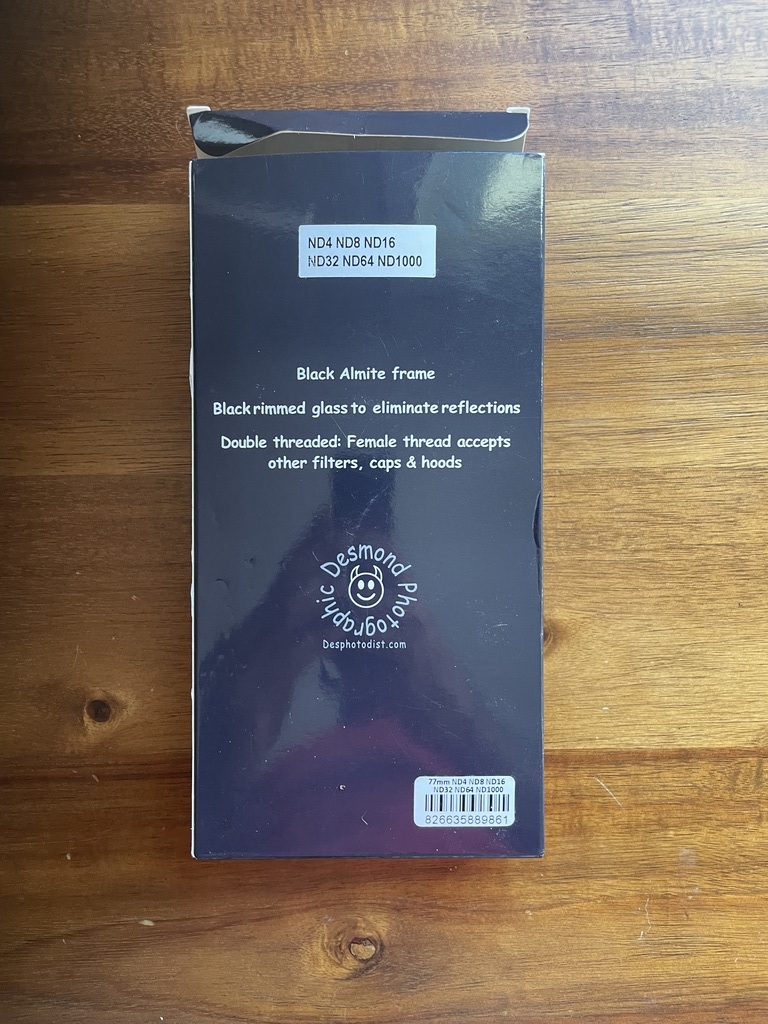 ND4 ND8 ND16
ND32 ND64 ND1000
Black Almite frame
Black rimmed glass to eliminate reflections
Double threaded: Female thread accepts
other filters, caps & hoods
Desmond Photographic
Desphotodist.com
77mm ND4 ND8 ND16
ND32 ND64 ND1000
826635889861